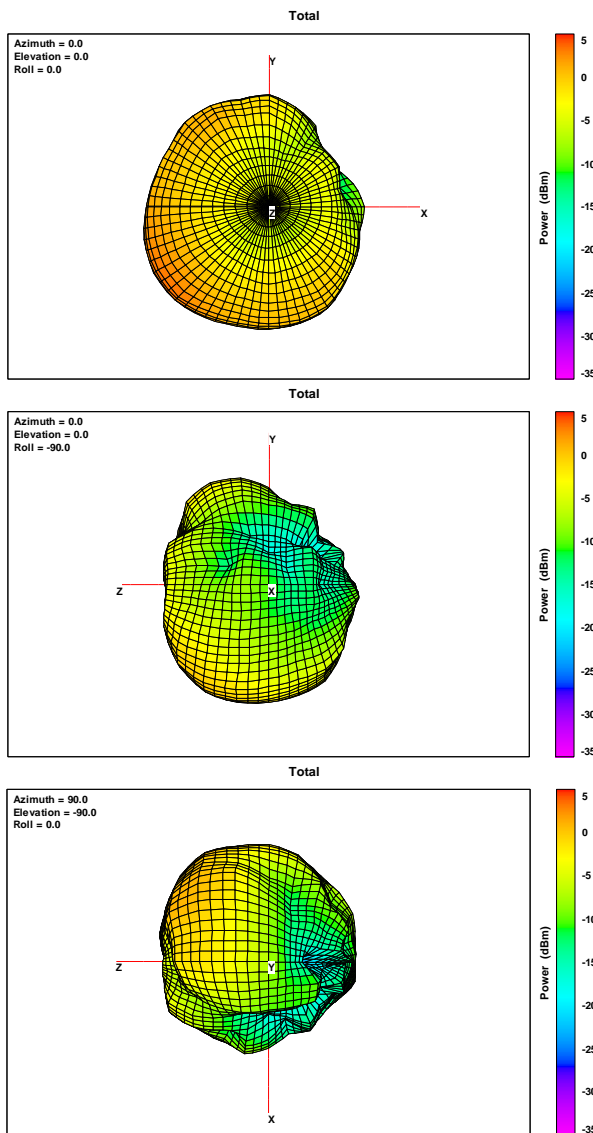 Total
Azimuth = 0.0
Elevation = 0.0
Roll = 0.0
Y
X
Z
5
0
-5
-10
-15
-20
-25
-30
-35
Power (dBm)
Total
Azimuth = 0.0
Elevation = 0.0
Roll = -90.0
Y
Z
X
5
0
-5
-10
-15
-20
-25
-30
-35
Power (dBm)
Total
Azimuth = 90.0
Elevation = -90.0
Roll = 0.0
Z
Y
X
5
0
-5
-10
-15
-20
-25
-30
-35
Power (dBm)